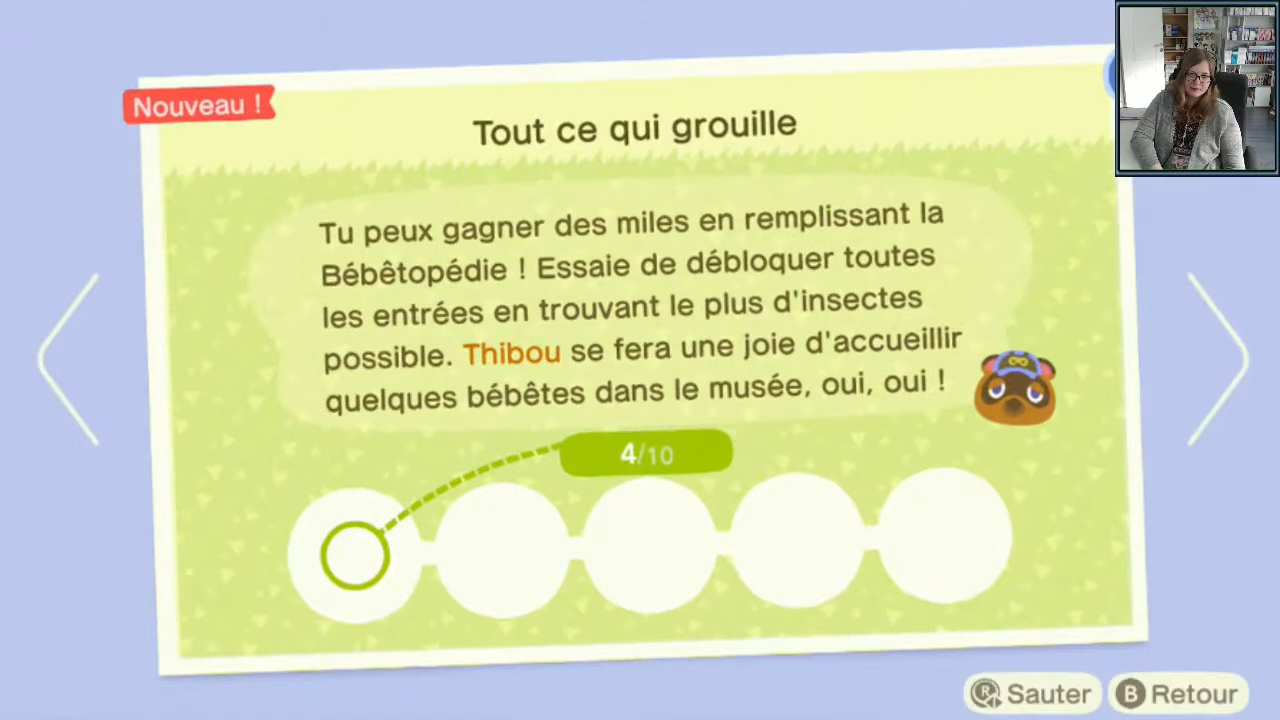 Nouveau !
Tout ce qui grouille
Tu peux gagner des miles en remplissant la
Bébêtopédie ! Essaie de débloquer toutes
les entrées en trouvant le plus d'insectes
possible. Thibou se fera une joie d'accueillir
quelques bébêtes dans le musée, oui, oui !
4/10
R Sauter
B Retour